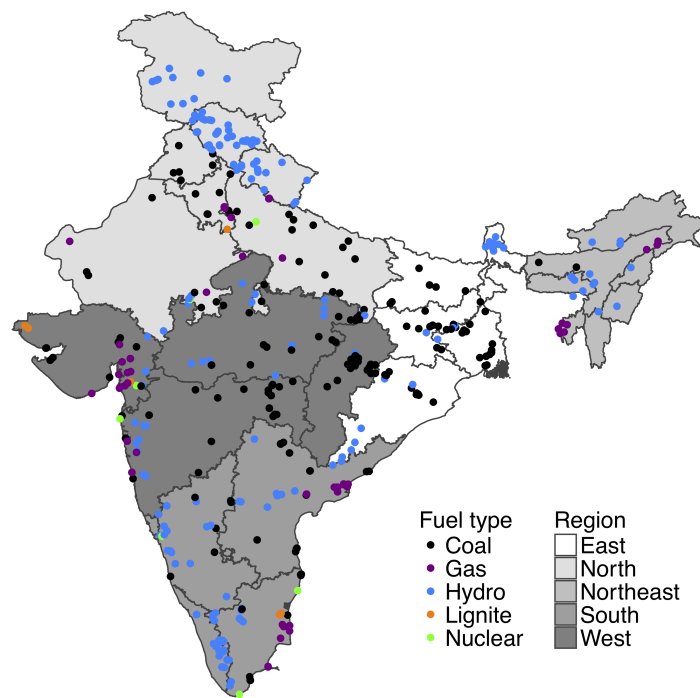 Fuel type
Coal
Gas
Hydro
Lignite
Nuclear
Region
East
North
Northeast
South
West